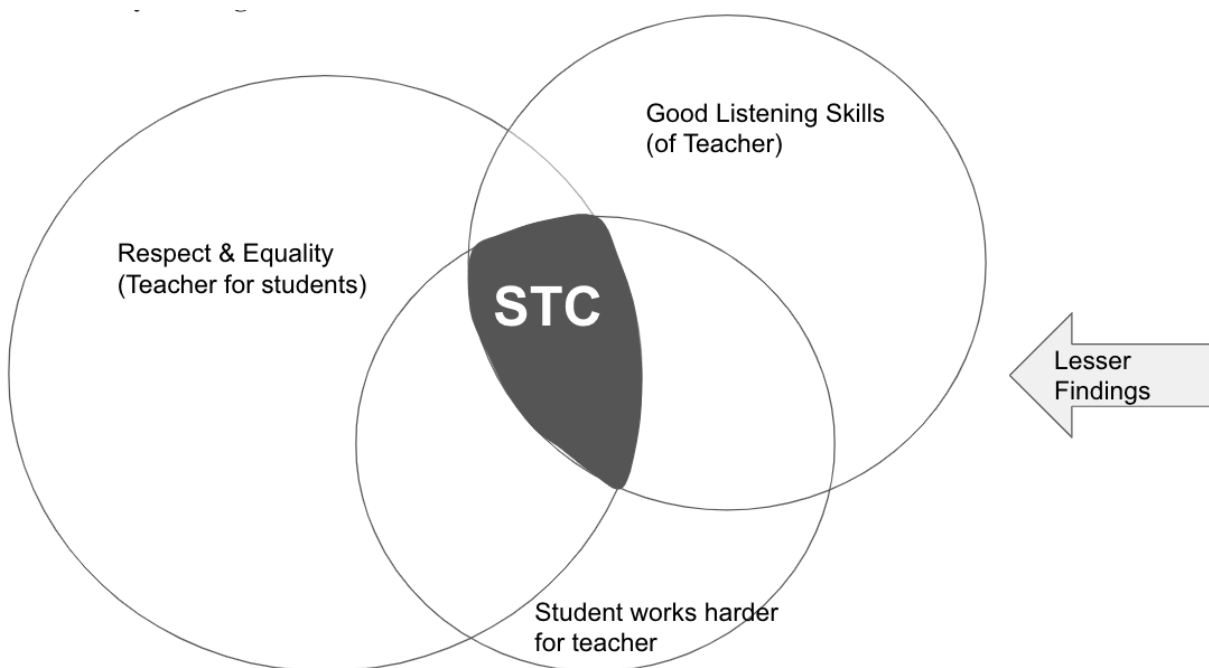 Good Listening Skills
(of Teacher)
Respect & Equality
(Teacher for students)
STC
Lesser
Findings
Student works harder
for teacher